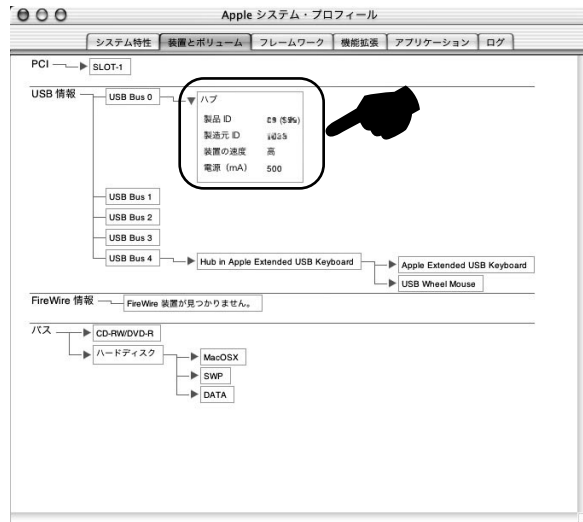 Apple システム・プロフィール
システム特性 装置とボリューム フレームワーク 機能拡張 アプリケーション ログ
PCI SLOT-1
USB 情報 USB Bus 0 ハブ
製品 ID
製造元 ID
装置の速度 高
電源（mA） 500
USB Bus 1
USB Bus 2
USB Bus 3
USB Bus 4 Hub in Apple Extended USB Keyboard Apple Extended USB Keyboard
USB Wheel Mouse
FireWire 情報 FireWire 装置が見つかりません。
バス CD-RW/DVD-R
ハードディスク MacOSX
SWP
DATA